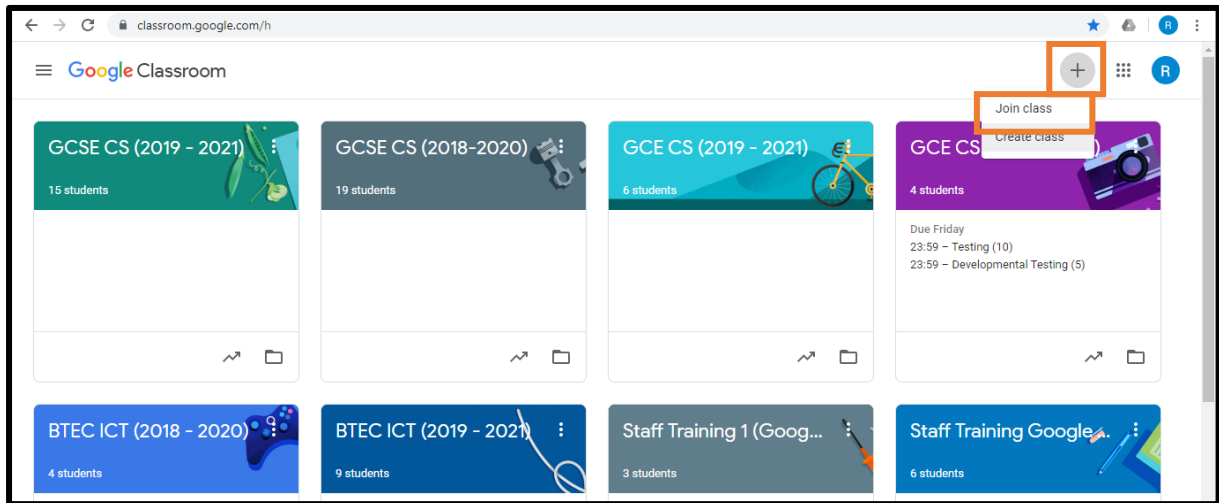 classroom.google.com/h
R
Google Classroom
R
Join class
Create class
GCSE CS (2019 - 2021)
15 students
GCSE CS (2018-2020)
19 students
GCE CS (2019 - 2021)
6 students
GCE CS
4 students
Due Friday
23:59 – Testing (10)
23:59 – Developmental Testing (5)
BTEC ICT (2018 - 2020)
4 students
BTEC ICT (2019 - 2021)
9 students
Staff Training 1 (Goog...
3 students
Staff Training Google...
6 students